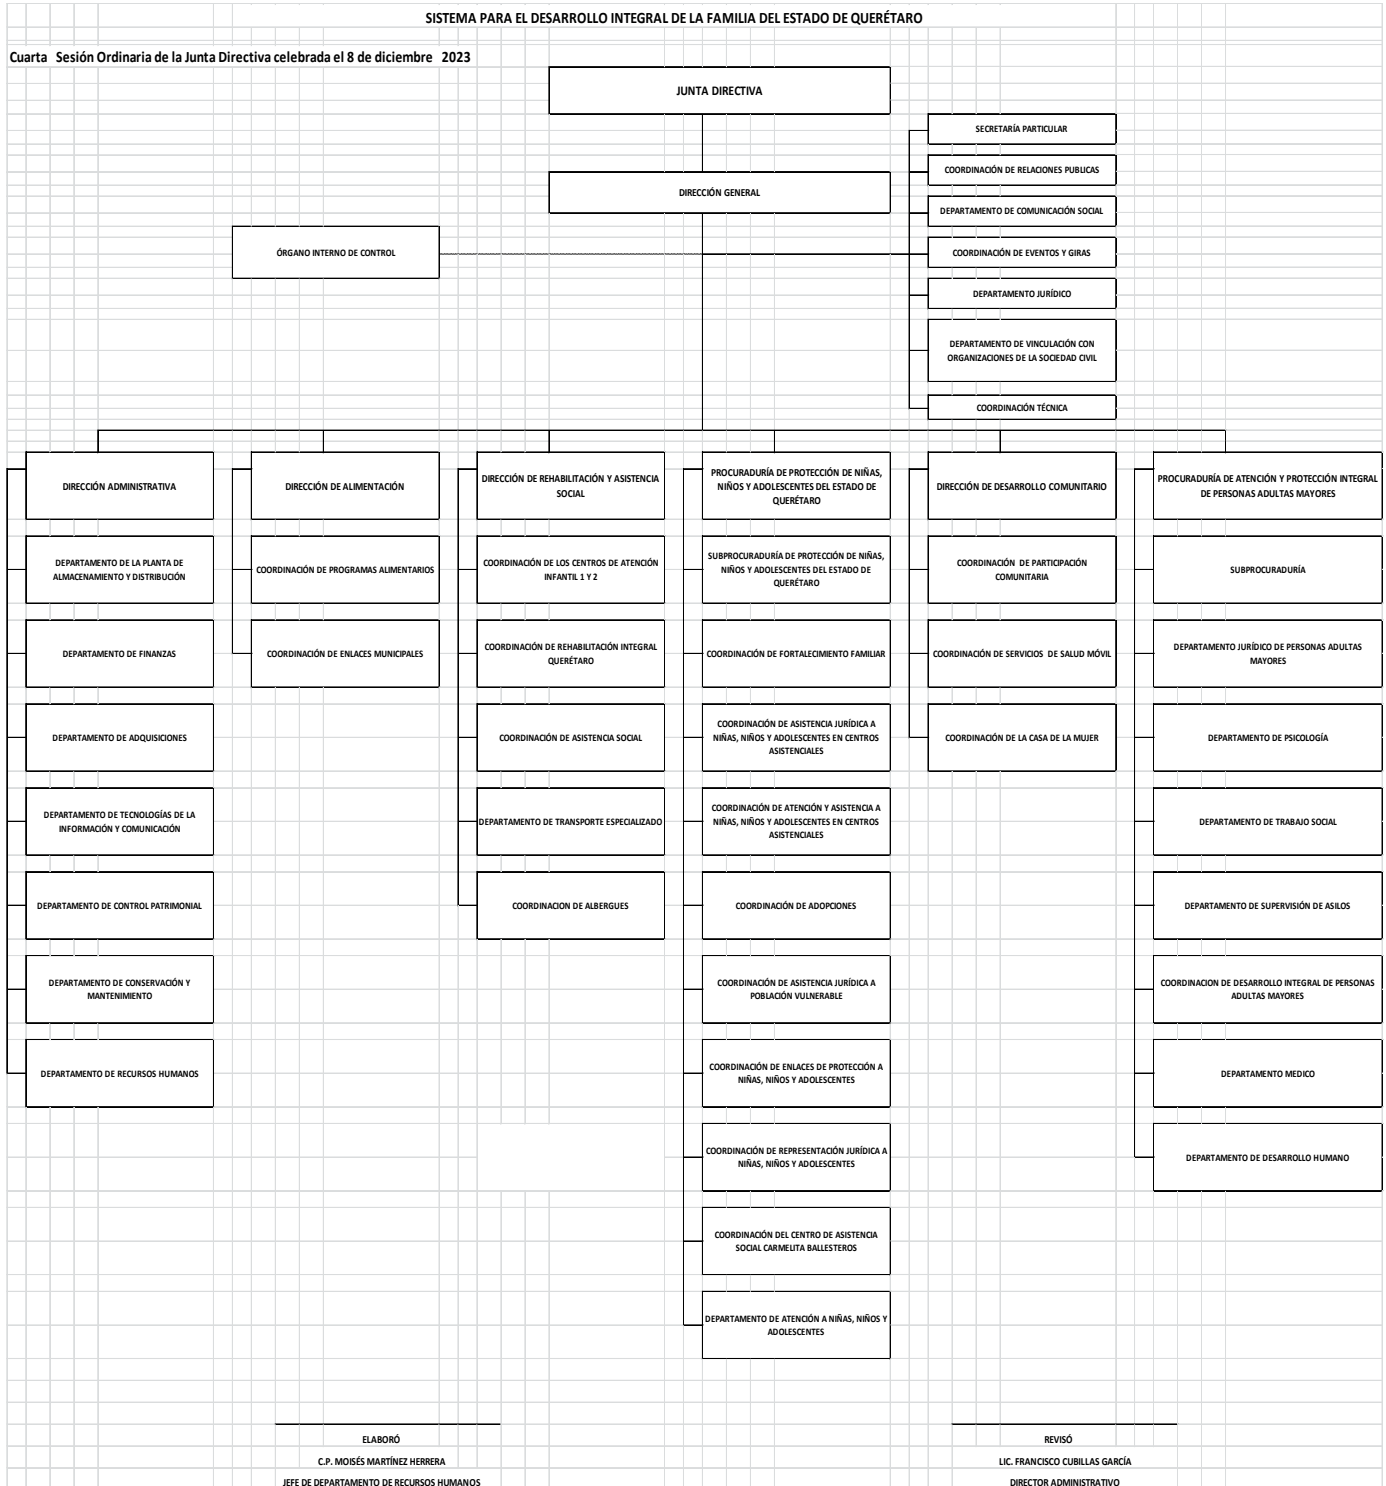 SISTEMA PARA EL DESARROLLO INTEGRAL DE LA FAMILIA DEL ESTADO DE QUERÉTARO
Cuarta Sesión Ordinaria de la Junta Directiva celebrada el 8 de diciembre 2023
JUNTA DIRECTIVA
SECRETARÍA PARTICULAR
COORDINACIÓN DE RELACIONES PUBLICAS
DIRECCIÓN GENERAL
DEPARTAMENTO DE COMUNICACIÓN SOCIAL
ÓRGANO INTERNO DE CONTROL
COORDINACIÓN DE EVENTOS Y GIRAS
DEPARTAMENTO JURÍDICO
DEPARTAMENTO DE VINCULACIÓN CON
ORGANIZACIONES DE LA SOCIEDAD CIVIL
COORDINACIÓN TÉCNICA
DIRECCIÓN ADMINISTRATIVA
DEPARTAMENTO DE LA PLANTA DE
ALMACENAMIENTO Y DISTRIBUCIÓN
DEPARTAMENTO DE FINANZAS
DEPARTAMENTO DE ADQUISICIONES
DEPARTAMENTO DE TECNOLOGÍAS DE LA
INFORMACIÓN Y COMUNICACIÓN
DEPARTAMENTO DE CONTROL PATRIMONIAL
DEPARTAMENTO DE CONSERVACIÓN Y
MANTENIMIENTO
DEPARTAMENTO DE RECURSOS HUMANOS
DIRECCIÓN DE ALIMENTACIÓN
COORDINACIÓN DE PROGRAMAS ALIMENTARIOS
COORDINACIÓN DE ENLACES MUNICIPALES
DIRECCIÓN DE REHABILITACIÓN Y ASISTENCIA
SOCIAL
COORDINACIÓN DE LOS CENTROS DE ATENCIÓN
INFANTIL 1 Y 2
COORDINACIÓN DE REHABILITACIÓN INTEGRAL
QUERÉTARO
COORDINACIÓN DE ASISTENCIA SOCIAL
DEPARTAMENTO DE TRANSPORTE ESPECIALIZADO
COORDINACION DE ALBERGUES
PROCURADURÍA DE PROTECCIÓN DE NIÑAS,
NIÑOS Y ADOLESCENTES DEL ESTADO DE
QUERÉTARO
SUBPROCURADURÍA DE PROTECCIÓN DE NIÑAS,
NIÑOS Y ADOLESCENTES DEL ESTADO DE
QUERÉTARO
COORDINACIÓN DE FORTALECIMIENTO FAMILIAR
COORDINACIÓN DE ASISTENCIA JURÍDICA A
NIÑAS, NIÑOS Y ADOLESCENTES EN CENTROS
ASISTENCIALES
COORDINACIÓN DE ATENCIÓN Y ASISTENCIA A
NIÑAS, NIÑOS Y ADOLESCENTES EN CENTROS
ASISTENCIALES
COORDINACIÓN DE ADOPCIONES
COORDINACIÓN DE ASISTENCIA JURÍDICA A
POBLACIÓN VULNERABLE
COORDINACIÓN DE ENLACES DE PROTECCIÓN A
NIÑAS, NIÑOS Y ADOLESCENTES
COORDINACIÓN DE REPRESENTACIÓN JURÍDICA A
NIÑAS, NIÑOS Y ADOLESCENTES
COORDINACIÓN DEL CENTRO DE ASISTENCIA
SOCIAL CARMELITA BALLESTEROS
DEPARTAMENTO DE ATENCIÓN A NIÑAS, NIÑOS Y
ADOLESCENTES
DIRECCIÓN DE DESARROLLO COMUNITARIO
COORDINACIÓN DE PARTICIPACIÓN
COMUNITARIA
COORDINACIÓN DE SERVICIOS DE SALUD MÓVIL
COORDINACIÓN DE LA CASA DE LA MUJER
PROCURADURÍA DE ATENCIÓN Y PROTECCIÓN INTEGRAL
DE PERSONAS ADULTAS MAYORES
SUBPROCURADURÍA
DEPARTAMENTO JURÍDICO DE PERSONAS ADULTAS
MAYORES
DEPARTAMENTO DE PSICOLOGÍA
DEPARTAMENTO DE TRABAJO SOCIAL
DEPARTAMENTO DE SUPERVISIÓN DE ASILOS
COORDINACION DE DESARROLLO INTEGRAL DE PERSONAS
ADULTAS MAYORES
DEPARTAMENTO MEDICO
DEPARTAMENTO DE DESARROLLO HUMANO
ELABORÓ
C.P. MOISÉS MARTÍNEZ HERRERA
JEFE DE DEPARTAMENTO DE RECURSOS HUMANOS
REVISÓ
LIC. FRANCISCO CUBILLAS GARCÍA
DIRECTOR ADMINISTRATIVO